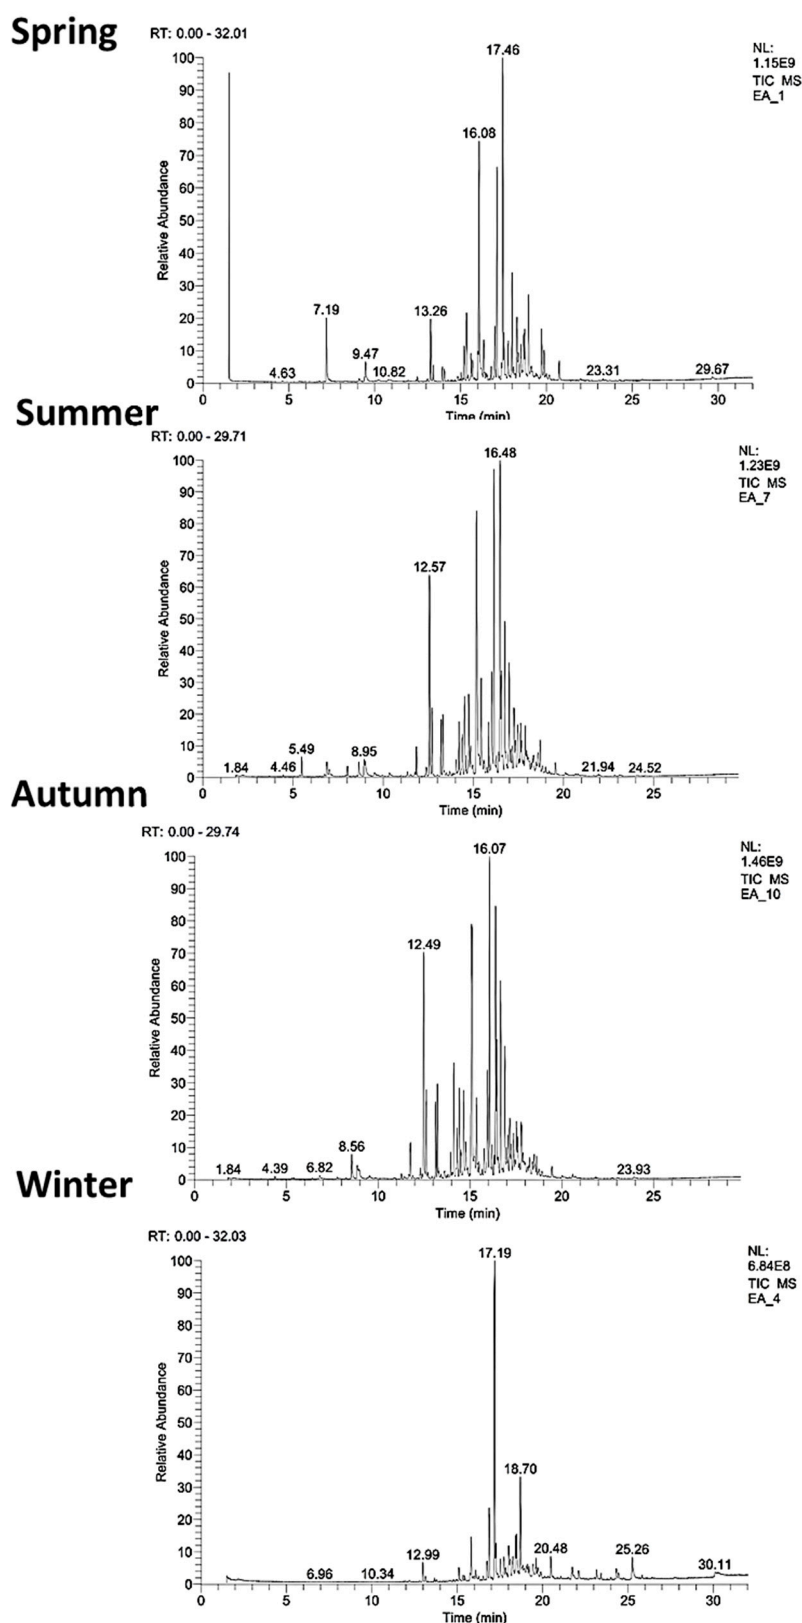 Spring
RT: 0.00 - 32.01
NL:
1.15E9
TIC MS
EA_1
17.46
16.08
7.19
13.26
9.47
4.63
10.82
23.31
29.67
100
90
80
70
60
50
40
30
20
10
0
Relative Abundance
5 10 15 20 25 30
Time (min)
Summer
RT: 0.00 - 29.71
NL:
1.23E9
TIC MS
EA_7
16.48
12.57
5.49
8.95
1.84
4.46
21.94
24.52
100
90
80
70
60
50
40
30
20
10
0
Relative Abundance
0 5 10 15 20 25
Time (min)
Autumn
RT: 0.00 - 29.74
NL:
1.46E9
TIC MS
EA_10
16.07
12.49
8.56
1.84
4.39
6.82
23.93
100
90
80
70
60
50
40
30
20
10
0
Relative Abundance
0 5 10 15 20 25
Time (min)
Winter
RT: 0.00 - 32.03
NL:
6.84E8
TIC MS
EA_4
17.19
18.70
12.99
20.48
25.26
6.96
10.34
30.11
100
90
80
70
60
50
40
30
20
10
0
Relative Abundance
0 5 10 15 20 25 30
Time (min)